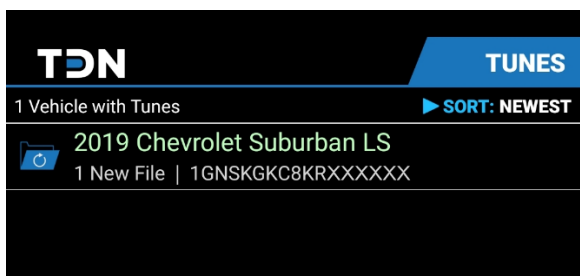 TDN
TUNES
1 Vehicle with Tunes
SORT: NEWEST
2019 Chevrolet Suburban LS
1 New File | 1GNSKGKC8KRXXXXXX